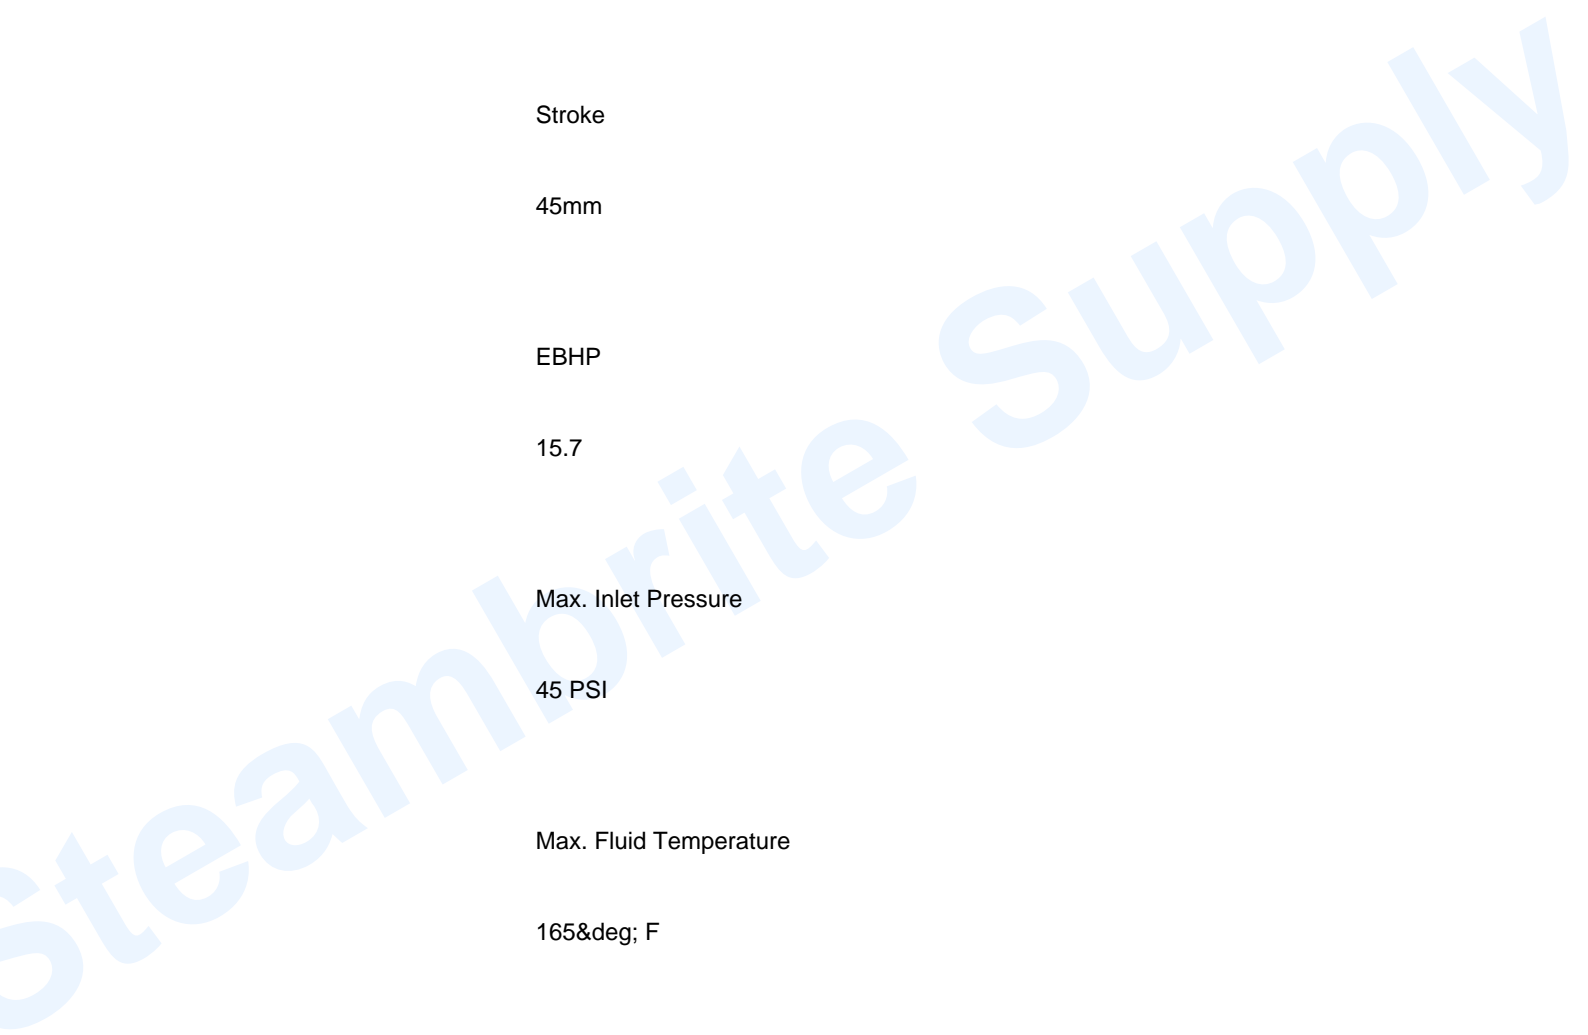 Stroke
45mm
EBHP
15.7
Max. Inlet Pressure
45 PSI
Max. Fluid Temperature
165&deg; F
Steambrite Supply